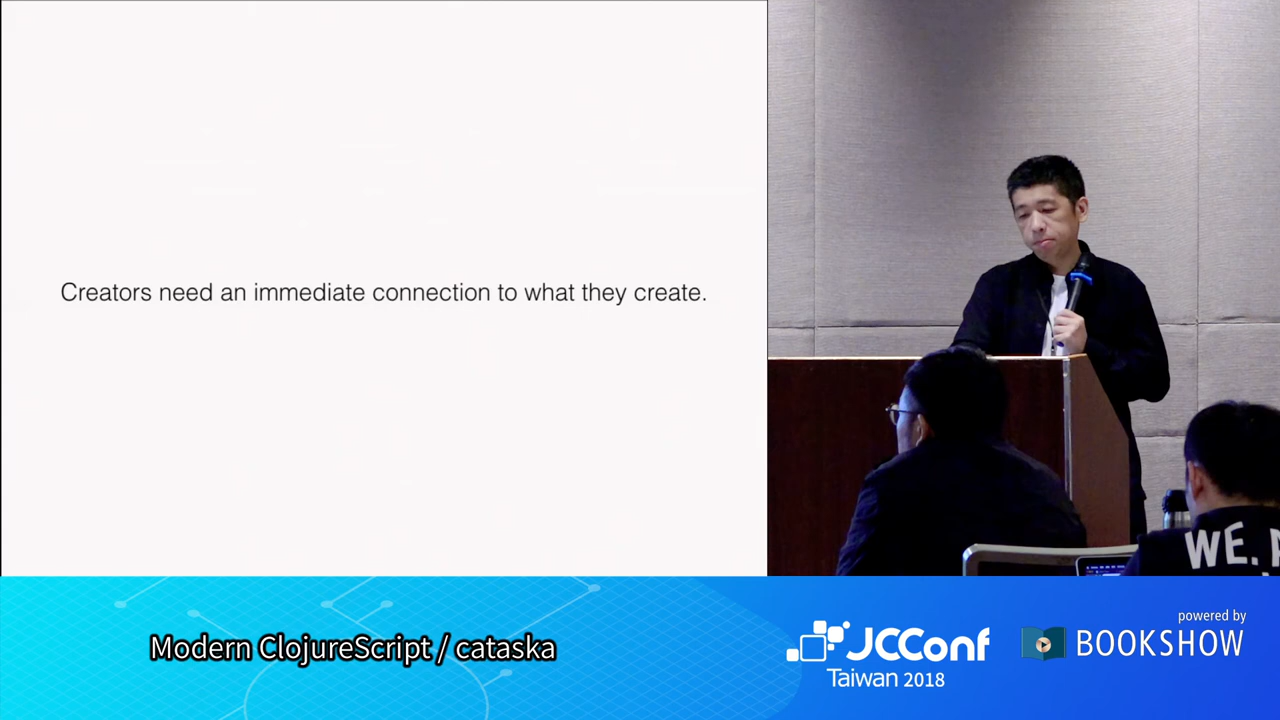 Creators need an immediate connection to what they create.
WE.
Modern ClojureScript / cataska
JCConf
Taiwan 2018
powered by
BOOKSHOW